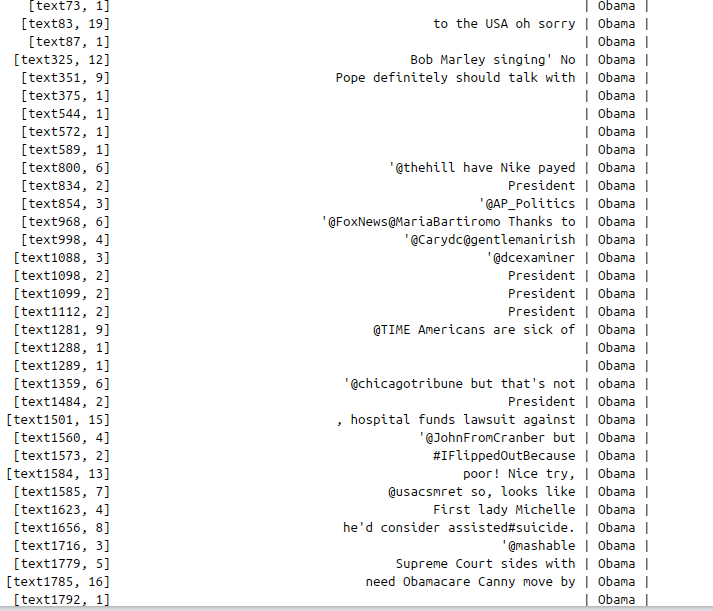 [text73, 1] | Obama |
[text83, 19] to the USA oh sorry | Obama |
[text87, 1] | Obama |
[text325, 12] Bob Marley singing' No | Obama |
[text351, 9] Pope definitely should talk with | Obama |
[text375, 1] | Obama |
[text544, 1] | Obama |
[text572, 1] | Obama |
[text589, 1] | Obama |
[text800, 6] '@thehill have Nike payed | Obama |
[text834, 2] President | Obama |
[text854, 3] '@AP_Politics | Obama |
[text968, 6] '@FoxNews@MariaBartiromo Thanks to | Obama |
[text998, 4] '@Carydc@gentlemanirish | Obama |
[text1088, 3] '@dcexaminer | Obama |
[text1098, 2] President | Obama |
[text1099, 2] President | Obama |
[text1112, 2] President | Obama |
[text1281, 9] @TIME Americans are sick of | Obama |
[text1288, 1] | Obama |
[text1289, 1] | Obama |
[text1359, 6] '@chicagotribune but that's not | obama |
[text1484, 2] President | Obama |
[text1501, 15] , hospital funds lawsuit against | Obama |
[text1560, 4] '@JohnFromCranber but | Obama |
[text1573, 2] #IFlippedOutBecause | Obama |
[text1584, 13] poor! Nice try, | Obama |
[text1585, 7] @usacsmret so, looks like | Obama |
[text1623, 4] First lady Michelle | Obama |
[text1656, 8] he'd consider assisted#suicide. | Obama |
[text1716, 3] '@mashable | Obama |
[text1779, 5] Supreme Court sides with | Obama |
[text1785, 16] need Obamacare Canny move by | Obama |
[text1792, 1] | Obama |